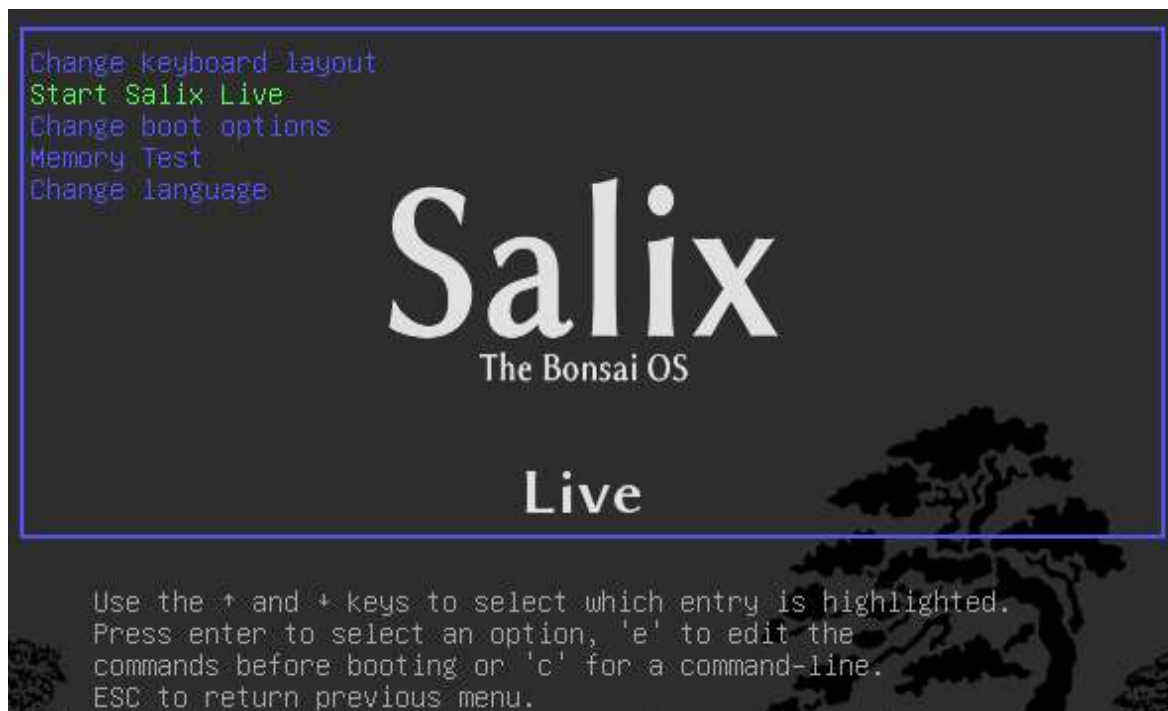 Change keyboard layout
Start Salix Live
Change boot options
Memory Test
Change language
Salix
The Bonsai OS
Live
Use the ↑ and ↓ keys to select which entry is highlighted.
Press enter to select an option, 'e' to edit the
commands before booting or 'c' for a command-line.
ESC to return previous menu.